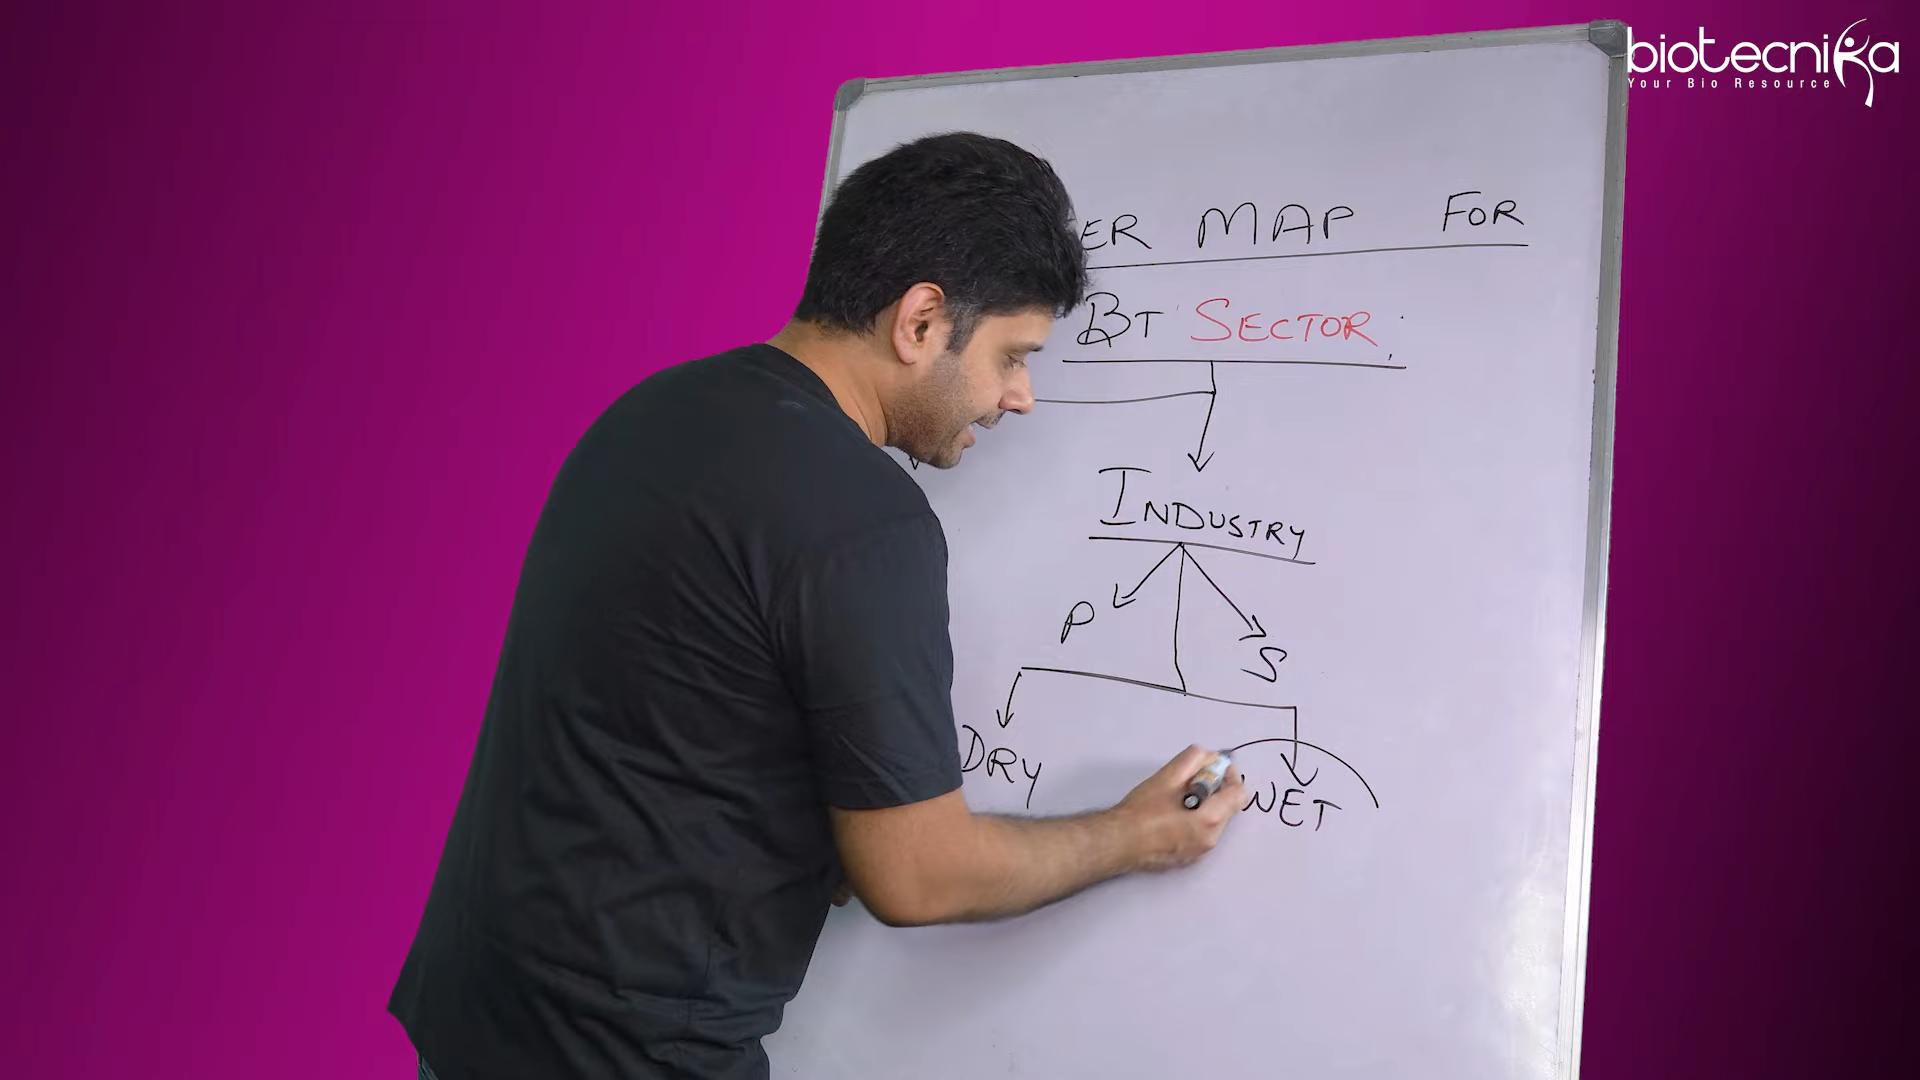 biotecnika
Your Bio Resource
ER MAP FOR
BT SECTOR
INDUSTRY
P
S
DRY
WET